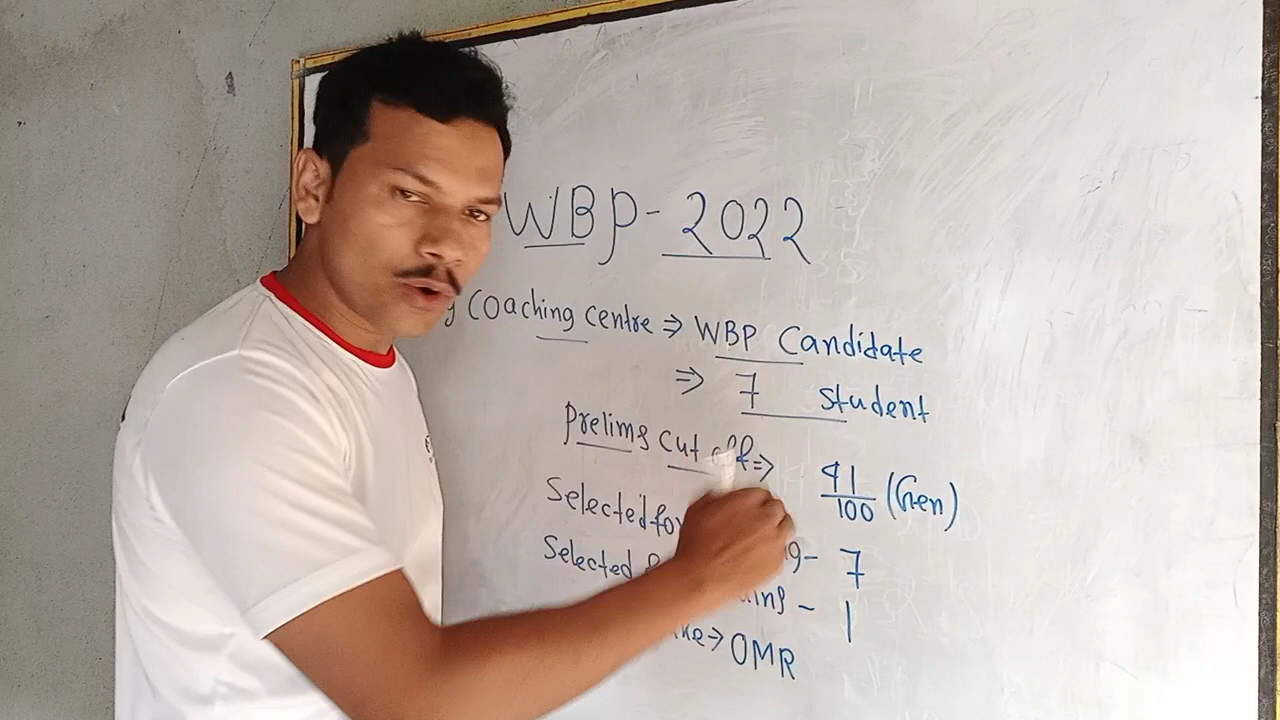 WBP - 2022
Coaching Centre ⇒ WBP Candidate
⇒ 7 Student
Prelims Cut off ⇒ 41/100 (Gen)
Selected for - 7
Selected - 1
→ OMR